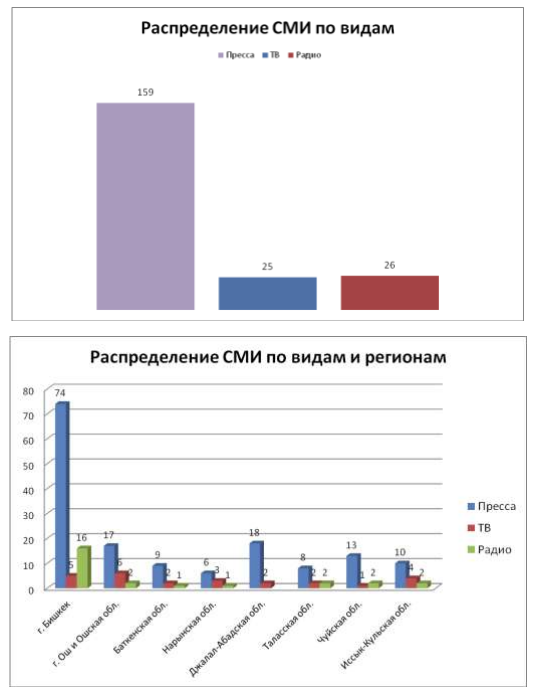 Распределение СМИ по видам
Пресса ТВ Радио
159
25
26
Распределение СМИ по видам и регионам
80
70
60
50
40
30
20
10
0
74 5 16
17 6 2
9 2 1
6 3 1
18 2
8 2 2
13 1 2
10 4 2
г. Бишкек
г. Ош и Ошская обл.
Баткенская обл.
Нарынская обл.
Джалал-Абадская обл.
Таласская обл.
Чуйская обл.
Иссык-Кульская обл.
Пресса
ТВ
Радио